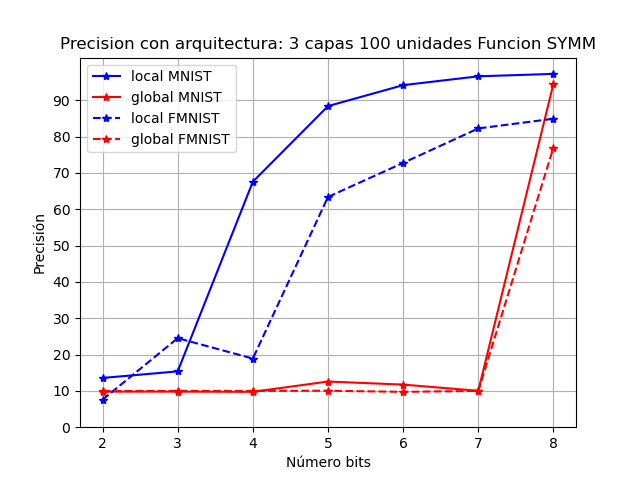 Precision con arquitectura: 3 capas 100 unidades Funcion SYMM
local MNIST
global MNIST
local FMNIST
global FMNIST
90
80
70
60
50
40
30
20
10
0
Precisión
2 3 4 5 6 7 8
Número bits